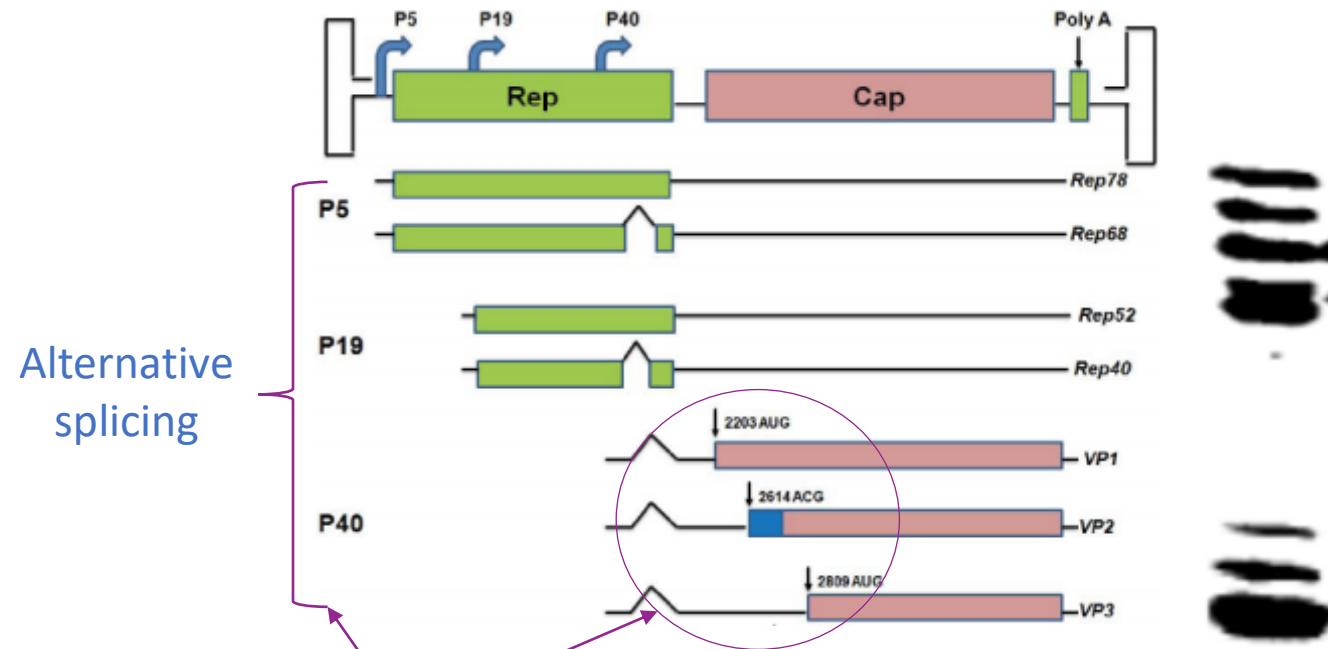 P5 P19 P40 Poly A
Rep Cap
Rep78
P5
Rep68
Rep52
P19
Rep40
Alternative
splicing
2203 AUG
VP1
2614 ACG
P40
VP2
2809 AUG
VP3